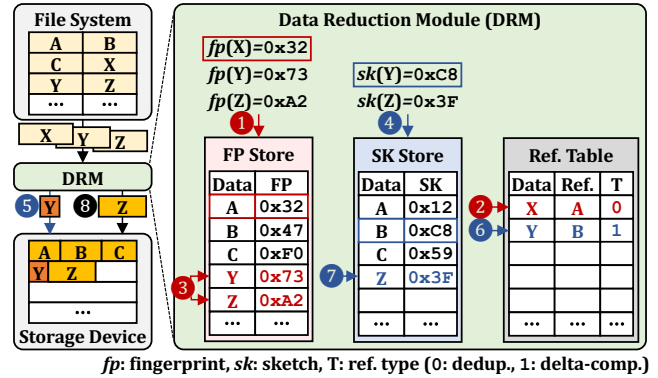 File System
A B
C X
Y Z
... ...
X Y Z
DRM
5 Y 8 Z
A B C
Y Z
...
Storage Device
Data Reduction Module (DRM)
fp(X)=0x32
fp(Y)=0x73
fp(Z)=0xA2
1
sk(Y)=0xC8
sk(Z)=0x3F
4
FP Store
Data FP
A 0x32
B 0x47
C 0xF0
Y 0x73
3
Z 0xA2
... ...
SK Store
Data SK
A 0x12
B 0xC8
C 0x59
7 Z 0x3F
... ...
Ref. Table
Data Ref. T
2 X A 0
6 Y B 1
... ... ...
fp: fingerprint, sk: sketch, T: ref. type (0: dedup., 1: delta-comp.)